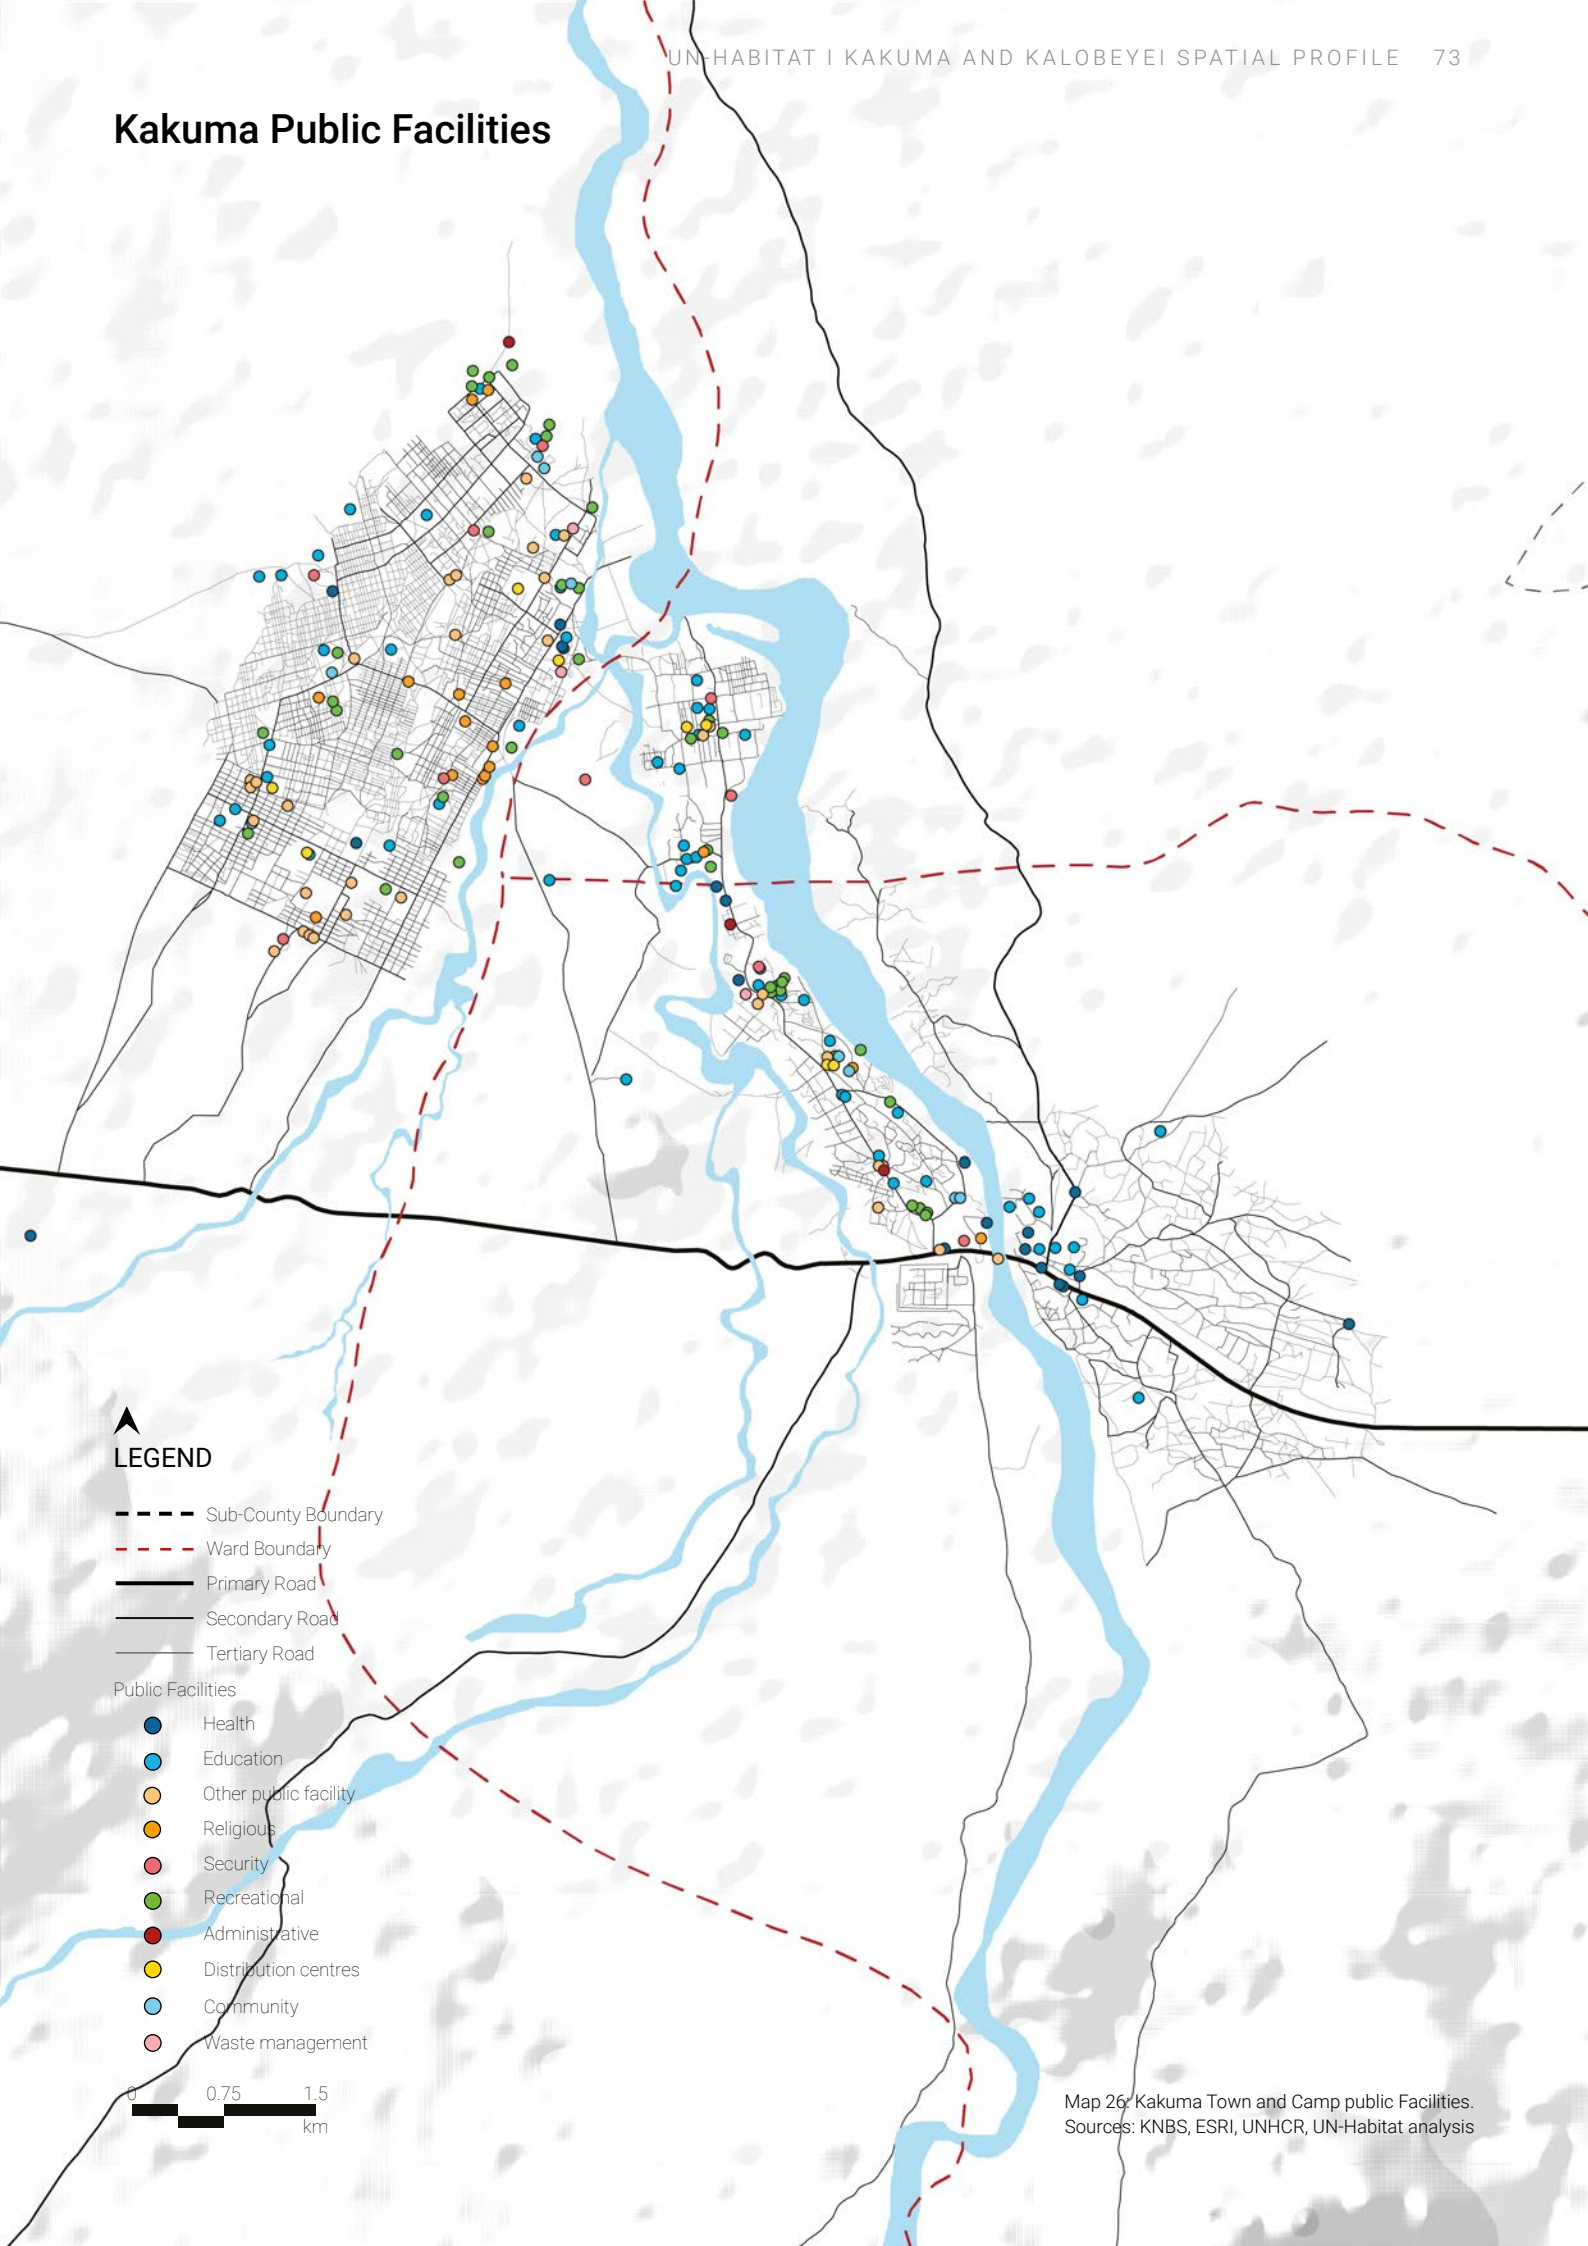 UN-HABITAT I KAKUMA AND KALOBEYEI SPATIAL PROFILE 73
Kakuma Public Facilities
LEGEND
Sub-County Boundary
Ward Boundary
Primary Road
Secondary Road
Tertiary Road
Public Facilities
Health
Education
Other public facility
Religious
Security
Recreational
Administrative
Distribution centres
Community
Waste management
0 0.75 1.5
km
Map 26: Kakuma Town and Camp public Facilities.
Sources: KNBS, ESRI, UNHCR, UN-Habitat analysis